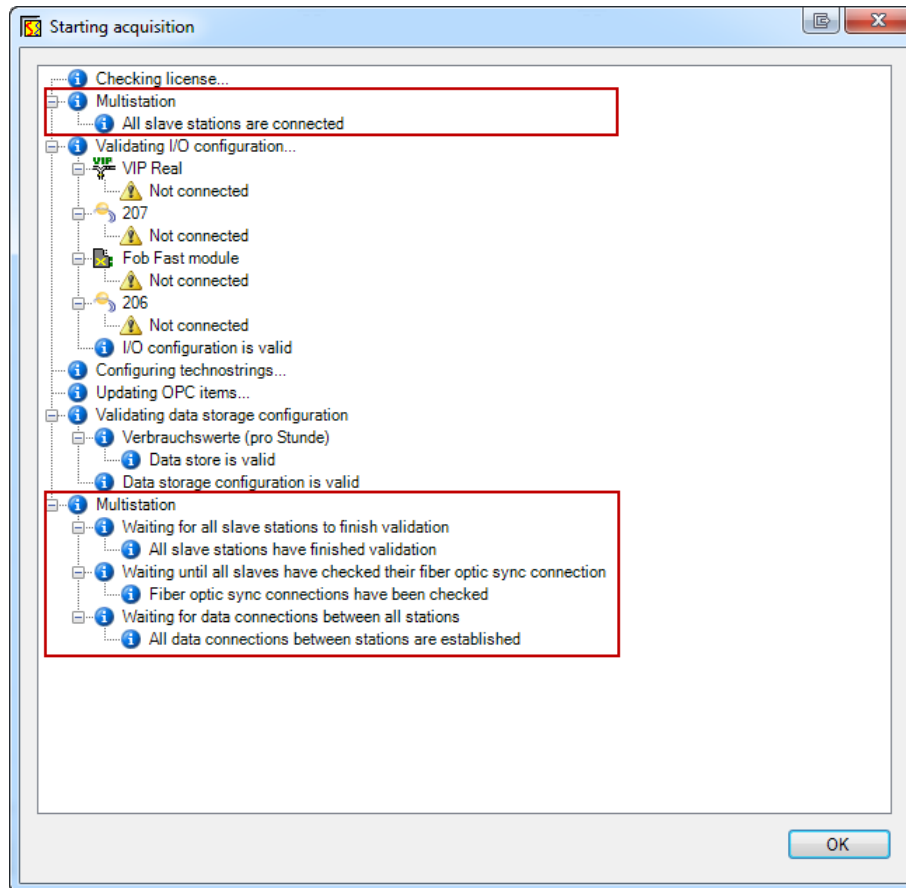 Starting acquisition
Checking license...
Multistation
All slave stations are connected
Validating I/O configuration...
VIP
VIP Real
Not connected
207
Not connected
Fob Fast module
Not connected
206
Not connected
I/O configuration is valid
Configuring technostrings...
Updating OPC items...
Validating data storage configuration
Verbrauchswerte (pro Stunde)
Data store is valid
Data storage configuration is valid
Multistation
Waiting for all slave stations to finish validation
All slave stations have finished validation
Waiting until all slaves have checked their fiber optic sync connection
Fiber optic sync connections have been checked
Waiting for data connections between all stations
All data connections between stations are established
OK